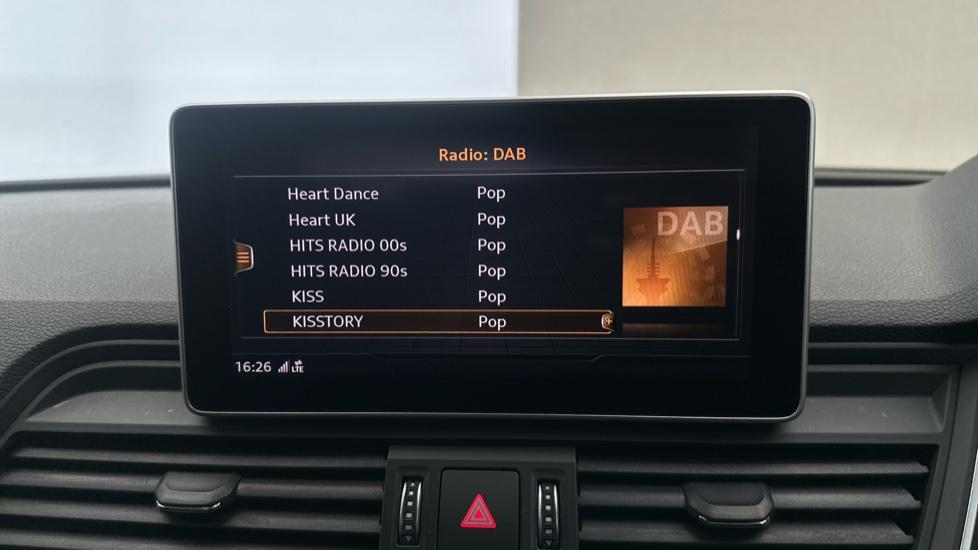 Radio: DAB
Heart Dance Pop
Heart UK Pop
HITS RADIO 00s Pop
HITS RADIO 90s Pop
KISS Pop
KISSTORY Pop
DAB
16:26 LTE